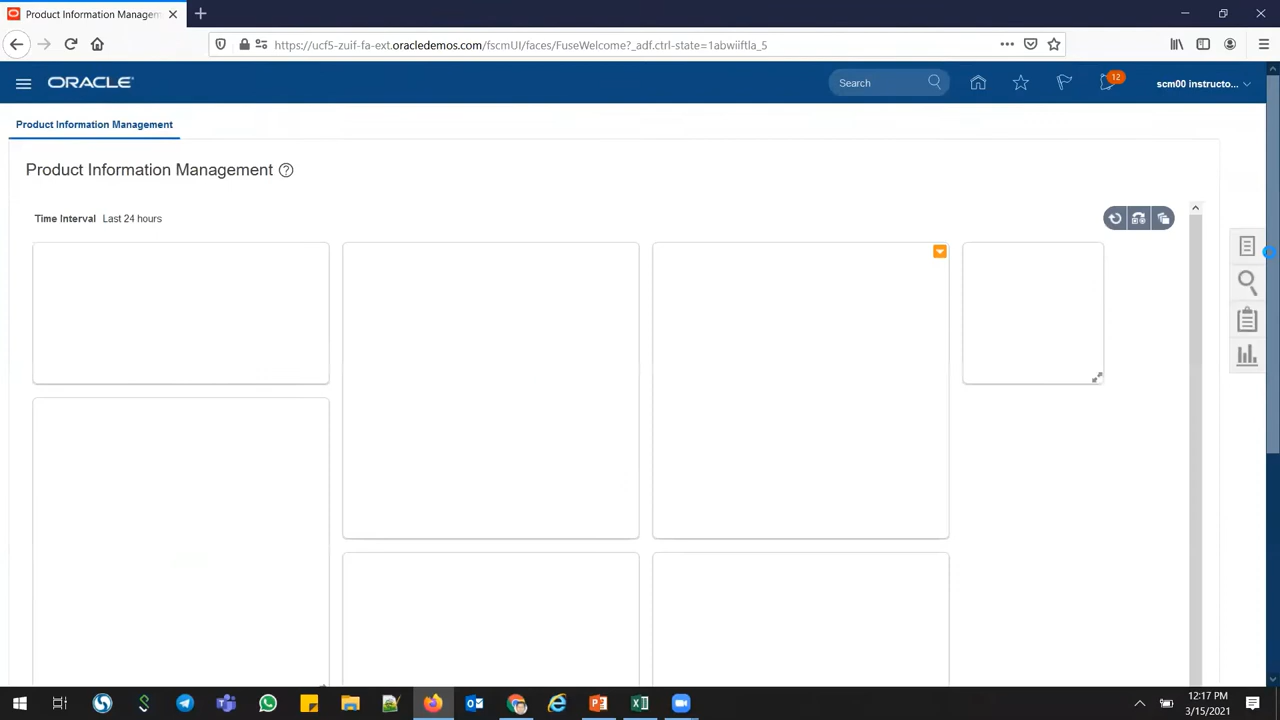 Product Information Managem
https://ucf5-zuif-fa-ext.oracledemos.com/fscmUI/faces/FuseWelcome?_adf.ctrl-state=1abwiiftla_5
ORACLE
Search
12
scm00 instructo...
Product Information Management
Product Information Management
Time Interval Last 24 hours
12:17 PM
3/15/2021